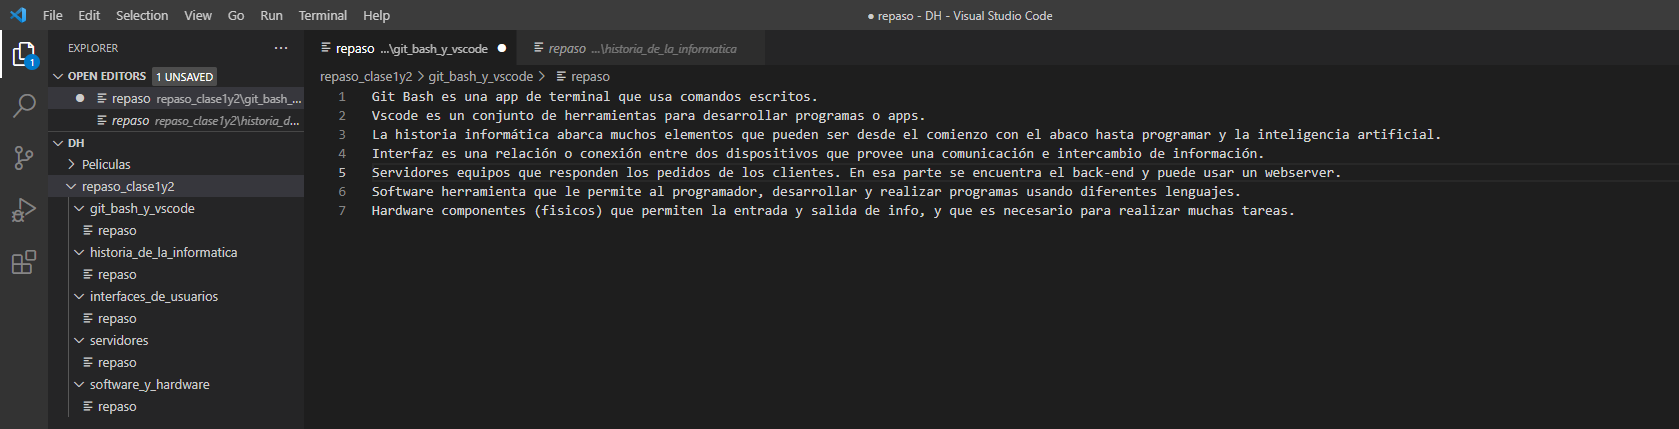 File Edit Selection View Go Run Terminal Help
● repaso - DH - Visual Studio Code
1
EXPLORER
OPEN EDITORS 1 UNSAVED
repaso repaso_clase1y2\git_bash_...
repaso repaso_clase1y2\historia_d...
DH
Peliculas
repaso_clase1y2
git_bash_y_vscode
repaso
historia_de_la_informatica
repaso
interfaces_de_usuarios
repaso
servidores
repaso
software_y_hardware
repaso
repaso ...\git_bash_y_vscode
repaso ...\historia_de_la_informatica
repaso_clase1y2 > git_bash_y_vscode > repaso
1 Git Bash es una app de terminal que usa comandos escritos.
2 Vscode es un conjunto de herramientas para desarrollar programas o apps.
3 La historia informática abarca muchos elementos que pueden ser desde el comienzo con el abaco hasta programar y la inteligencia artificial.
4 Interfaz es una relación o conexión entre dos dispositivos que provee una comunicación e intercambio de información.
5 Servidores equipos que responden los pedidos de los clientes. En esa parte se encuentra el back-end y puede usar un webserver.
6 Software herramienta que le permite al programador, desarrollar y realizar programas usando diferentes lenguajes.
7 Hardware componentes (fisicos) que permiten la entrada y salida de info, y que es necesario para realizar muchas tareas.